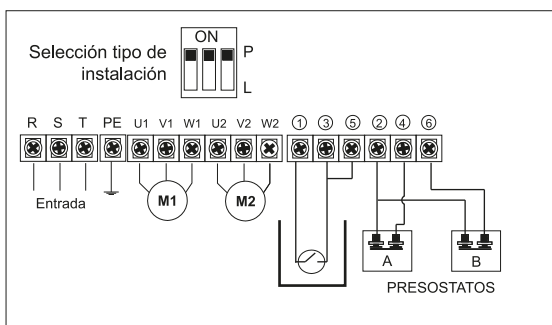 ON
Selección tipo de
instalación
P
L
R S T PE U1 V1 W1 U2 V2 W2 ① ③ ⑤ ② ④ ⑥
Entrada
M1 M2
A B
PRESOSTATOS